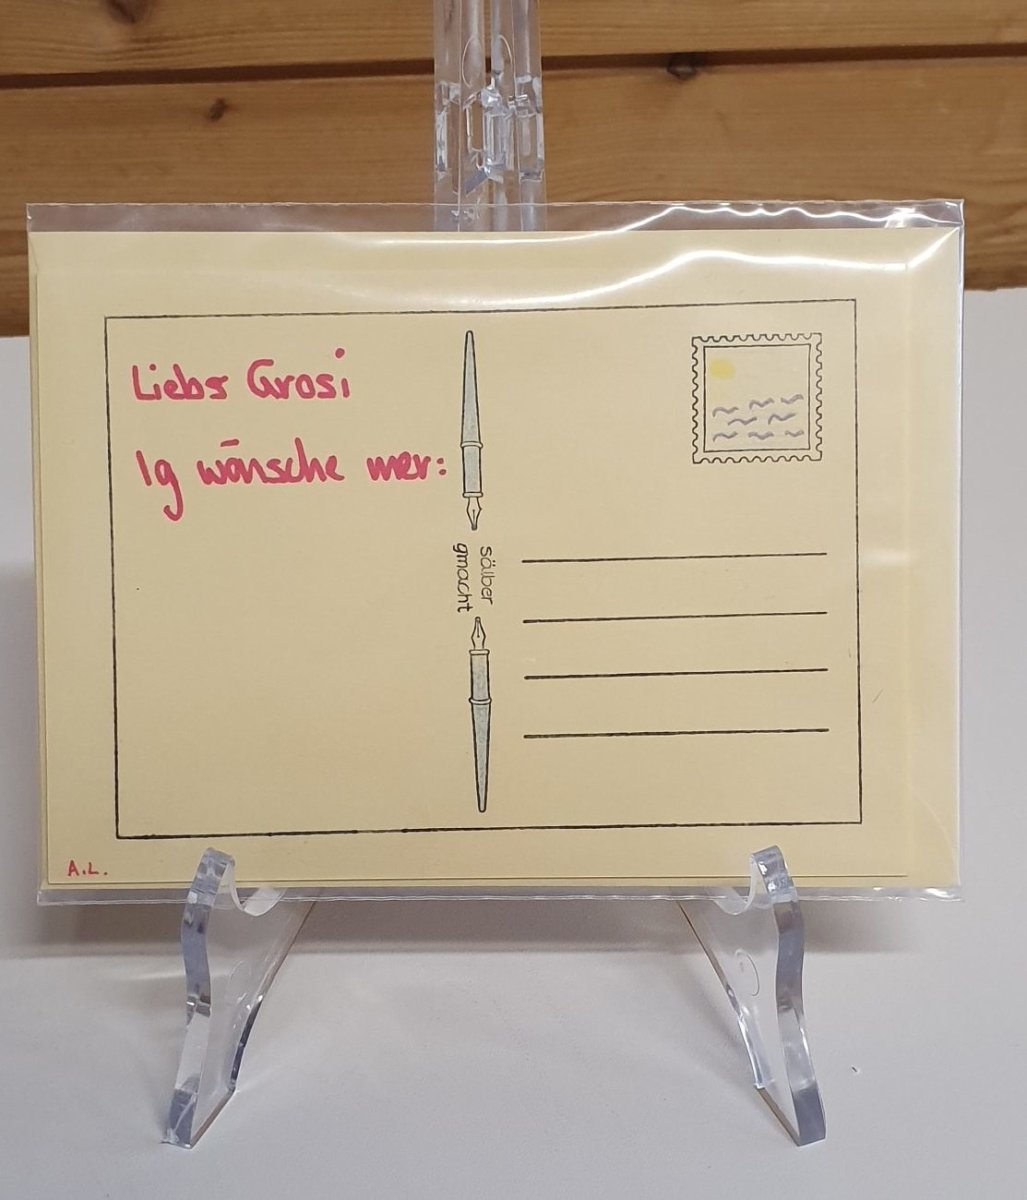 Liebs Grosi
Ig wünsche mer:
sälber
gmacht
A.L.